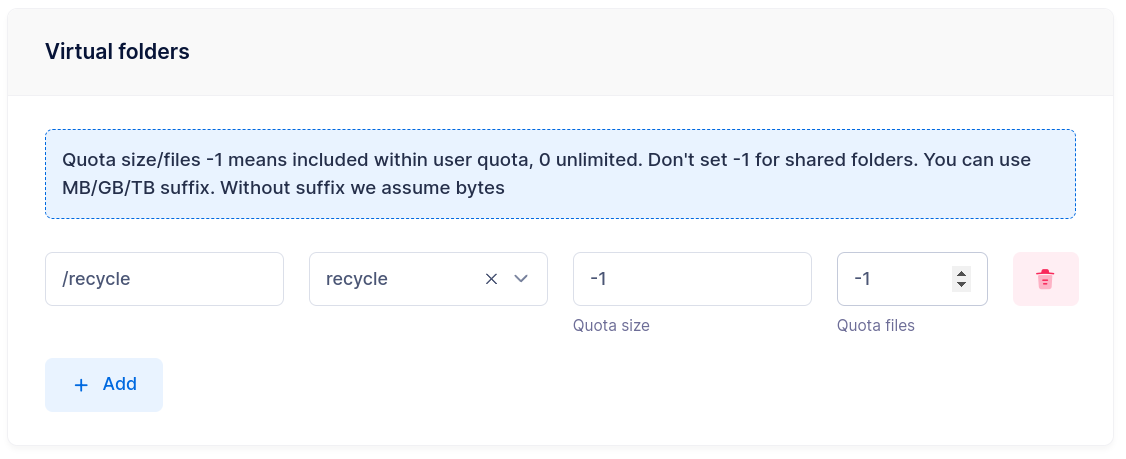 Virtual folders
Quota size/files -1 means included within user quota, 0 unlimited. Don't set -1 for shared folders. You can use
MB/GB/TB suffix. Without suffix we assume bytes
/recycle recycle -1 -1
Quota size Quota files
+ Add